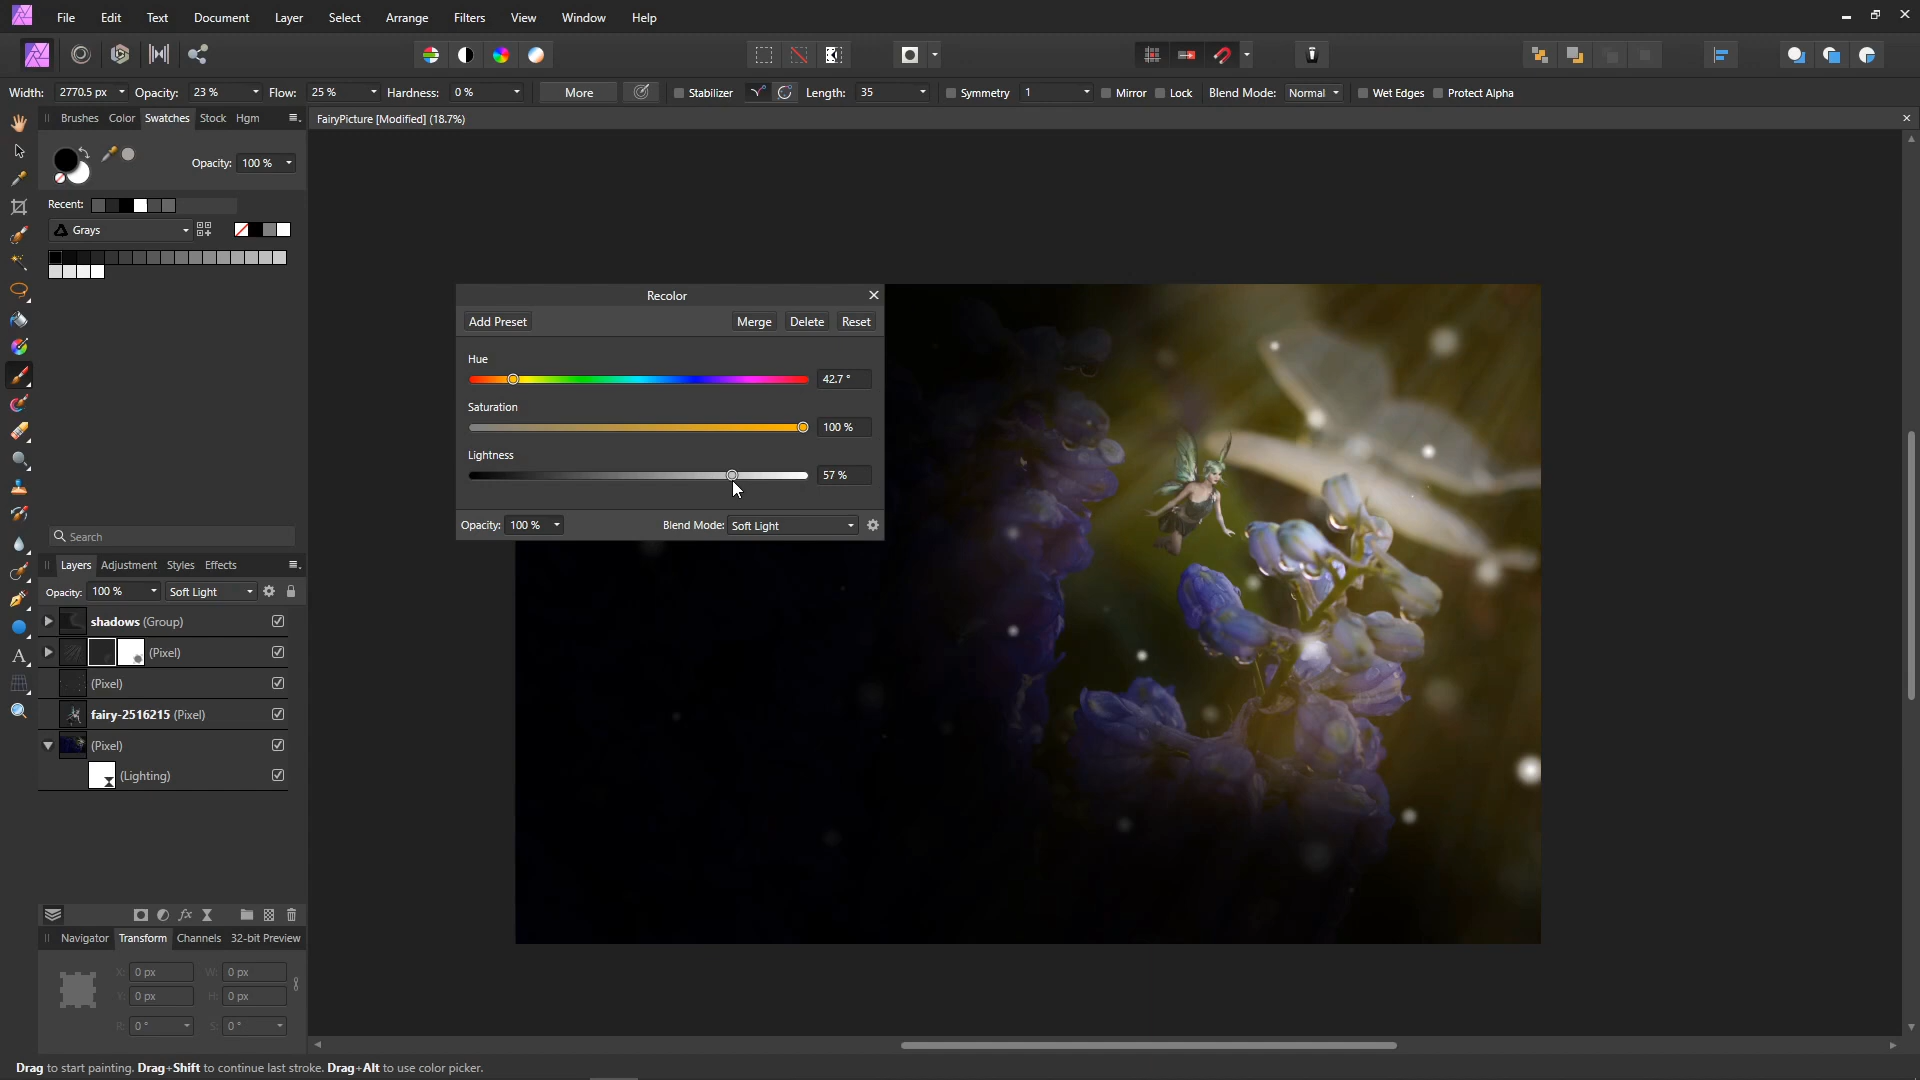 File Edit Text Document Layer Select Arrange Filters View Window Help
Width: 2770.5 px Opacity: 23 % Flow: 25 % Hardness: 0 % More Stabilizer Length: 35 Symmetry 1 Mirror Lock Blend Mode: Normal Wet Edges Protect Alpha
Brushes Color Swatches Stock Hgm
FairyPicture [Modified] (18.7%)
Opacity: 100 %
Recent:
Grays
Recolor
Add Preset Merge Delete Reset
Hue
42.7 °
Saturation
100 %
Lightness
57 %
Opacity: 100 % Blend Mode: Soft Light
Search
Layers Adjustment Styles Effects
Opacity: 100 % Soft Light
shadows (Group)
(Pixel)
(Pixel)
fairy-2516215 (Pixel)
(Pixel)
(Lighting)
fx
Navigator Transform Channels 32-bit Preview
X: 0 px W: 0 px
Y: 0 px H: 0 px
R: 0 ° S: 0 °
Drag to start painting. Drag+Shift to continue last stroke. Drag+Alt to use color picker.